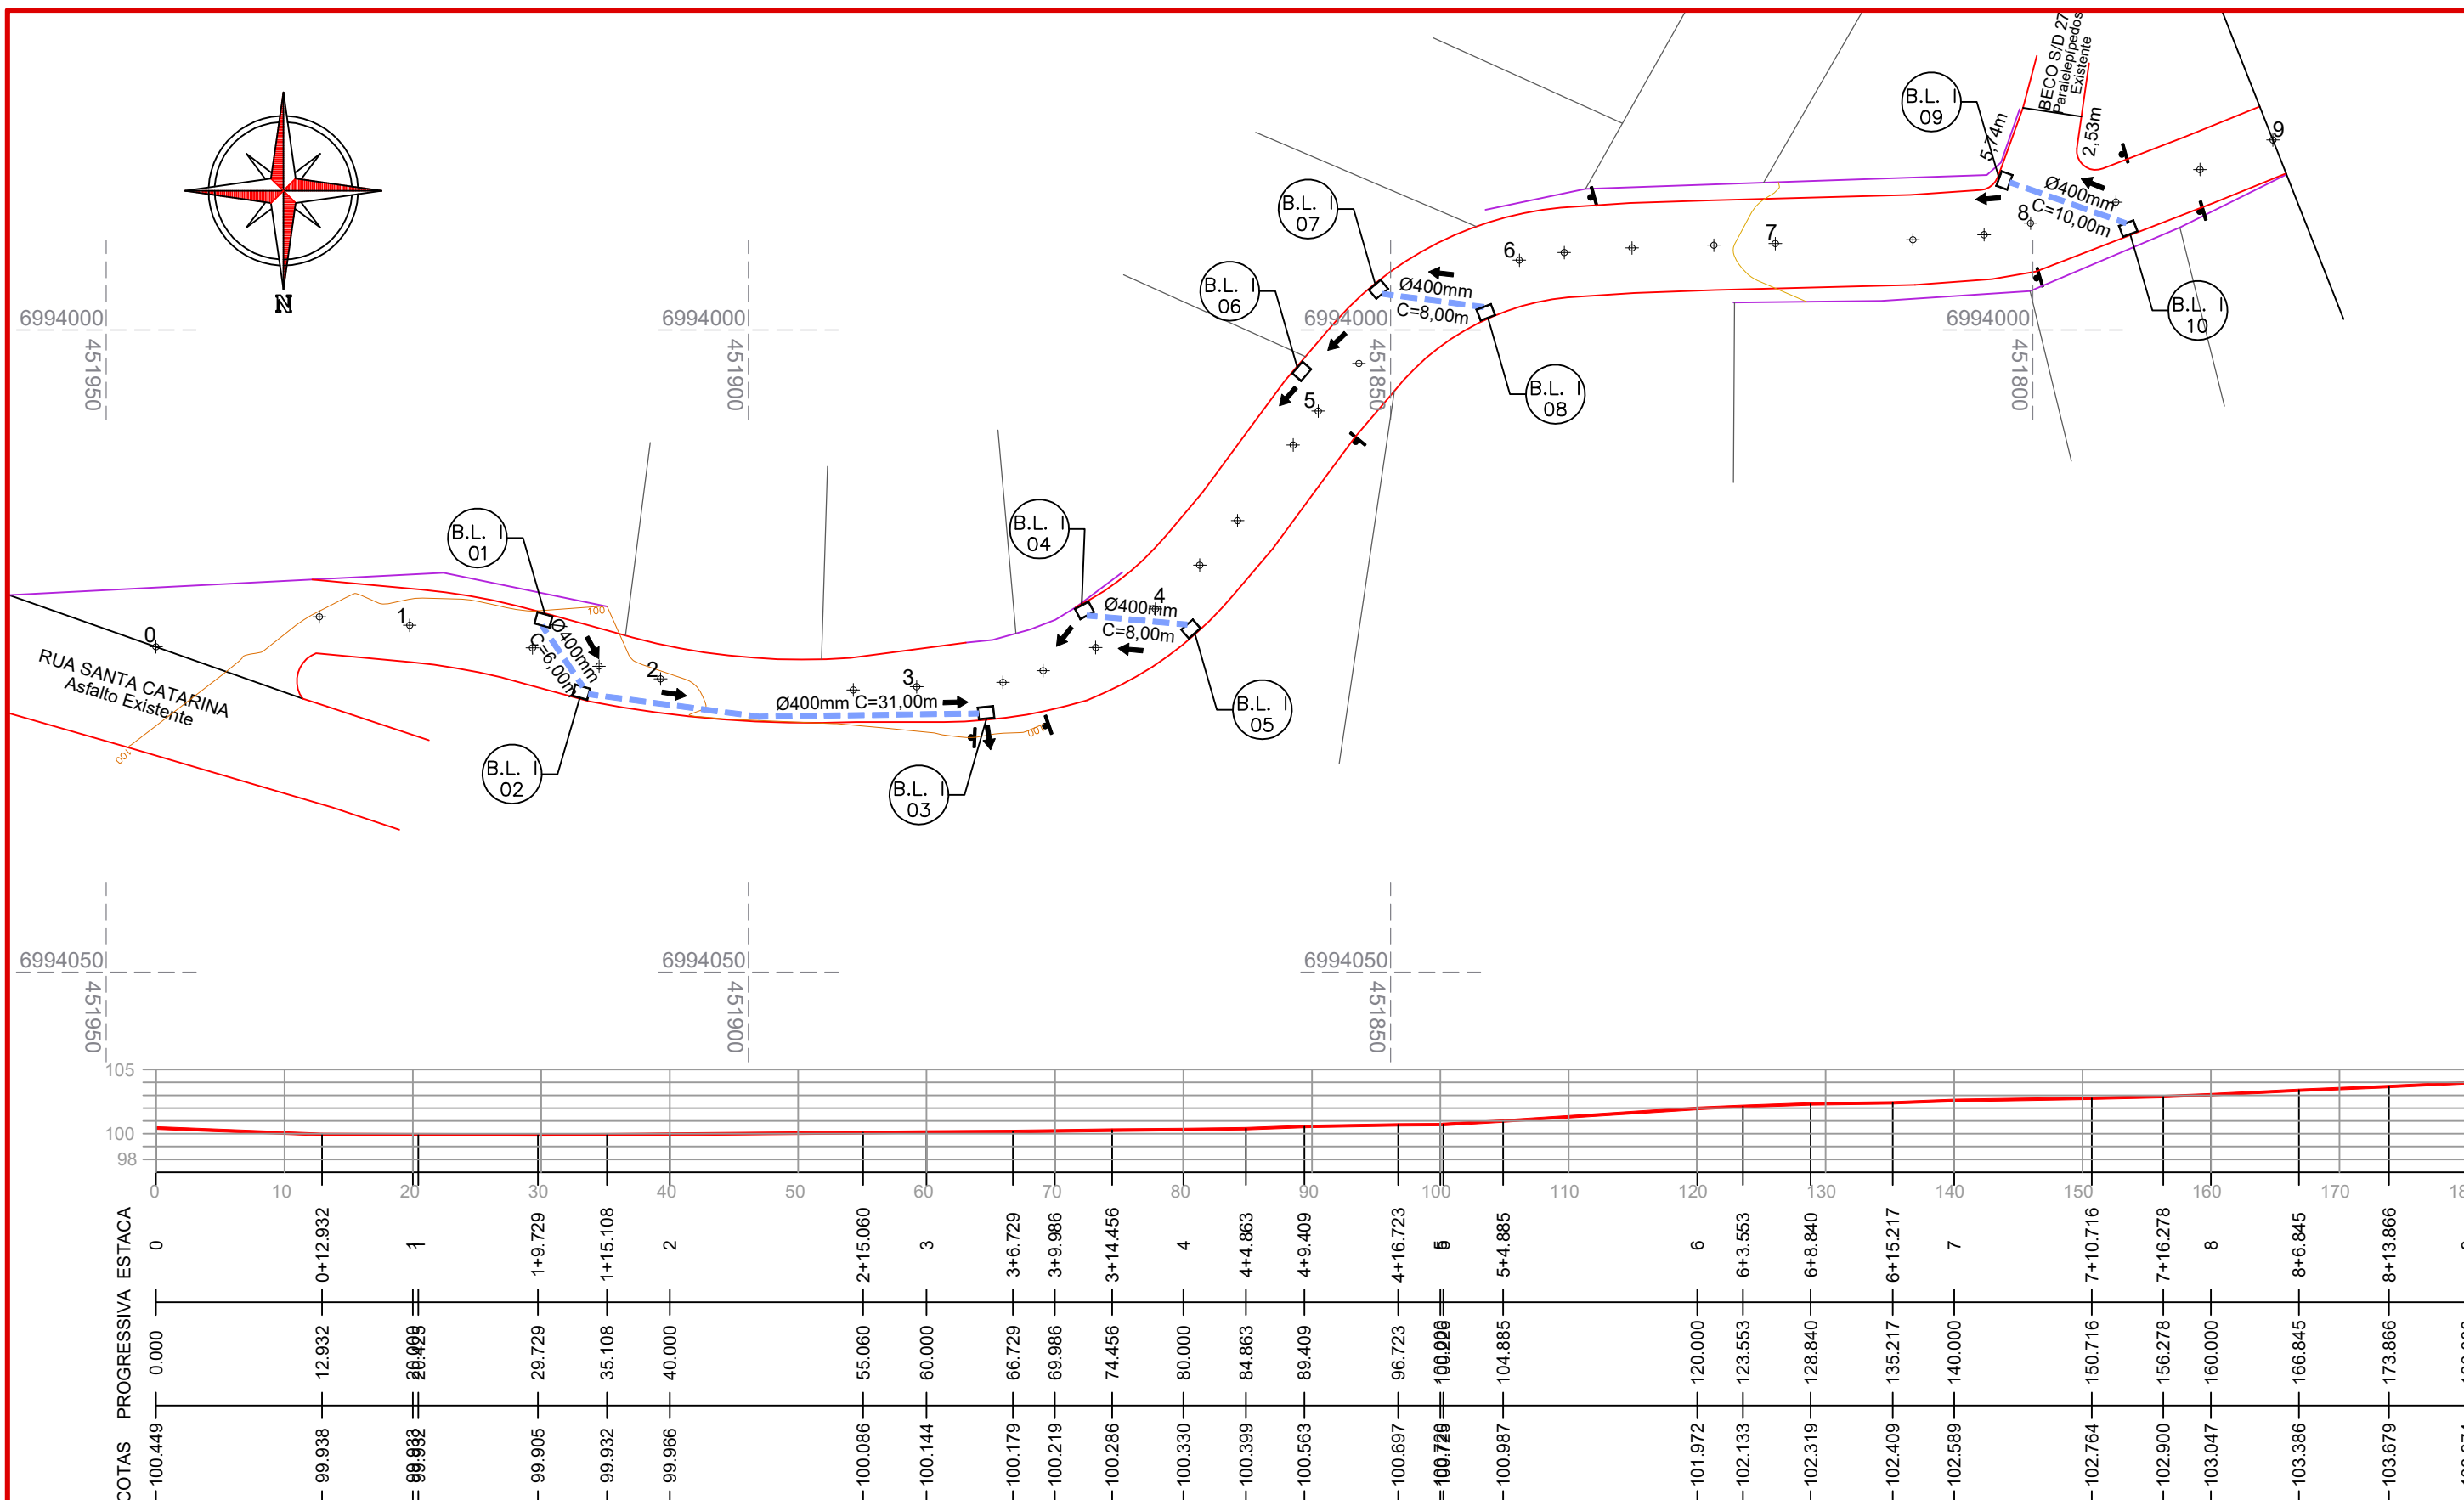 BECO S/D 27
Paralelepípedos
Existente
5,74m
2,53m
9
B.L. I
09
Ø400mm
C=10,00m
8
B.L. I
10
B.L. I
07
7
6
Ø400mm
C=8,00m
B.L. I
06
B.L. I
08
5
N
6994000
451950
6994000
451900
6994000
451850
6994000
451800
B.L. I
01
B.L. I
04
4
Ø400mm
C=8,00m
B.L. I
05
0
1
100
Ø400mm
C=6,00m
2
3
Ø400mm C=31,00m
RUA SANTA CATARINA
Asfalto Existente
100
B.L. I
02
B.L. I
03
6994050
451950
6994050
451900
6994050
451850
105
100
98
0 10 20 30 40 50 60 70 80 90 100 110 120 130 140 150 160 170
ESTACA
0 0+12.932 1 1+9.729 1+15.108 2 2+15.060 3 3+6.729 3+9.986 3+14.456 4 4+4.863 4+9.409 4+16.723 5 5+4.885 6 6+3.553 6+8.840 6+15.217 7 7+10.716 7+16.278 8 8+6.845 8+13.866
PROGRESSIVA
0.000 12.932 29.729 35.108 40.000 55.060 60.000 66.729 69.986 74.456 80.000 84.863 89.409 96.723 104.885 120.000 123.553 128.840 135.217 140.000 150.716 156.278 160.000 166.845 173.866
COTAS
100.449 99.938 99.905 99.932 99.966 100.086 100.144 100.179 100.219 100.286 100.330 100.399 100.563 100.697 100.987 101.972 102.133 102.319 102.409 102.589 102.764 102.900 103.047 103.386 103.679